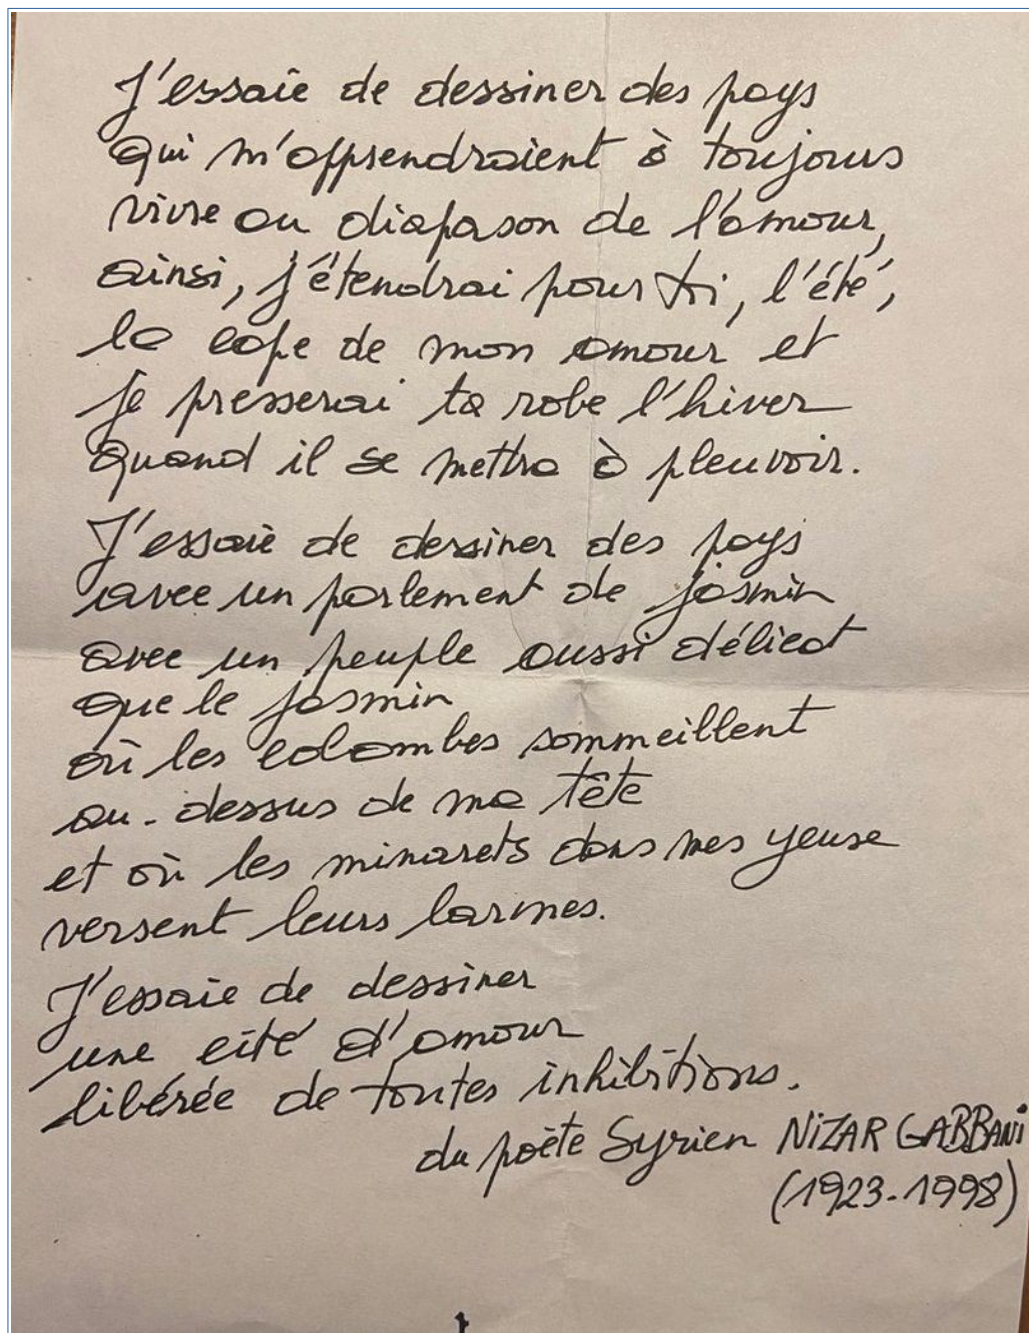 J'essaie de dessiner des pays
qui m'apprendraient à toujours
vivre au diapason de l'amour,
ainsi, j'étendrai pour toi, l'été,
la cape de mon amour et
je presserai ta robe l'hiver
quand il se mettra à pleuvoir.
J'essaie de dessiner des pays
avec un parlement de jasmin
avec un peuple aussi délicat
que le jasmin
où les colombes sommeillent
au-dessus de ma tête
et où les minarets dans mes yeux
versent leurs larmes.
J'essaie de dessiner
une cité d'amour
libérée de toutes inhibitions.
du poète Syrien NiZAR GABBANi
(1923-1998)